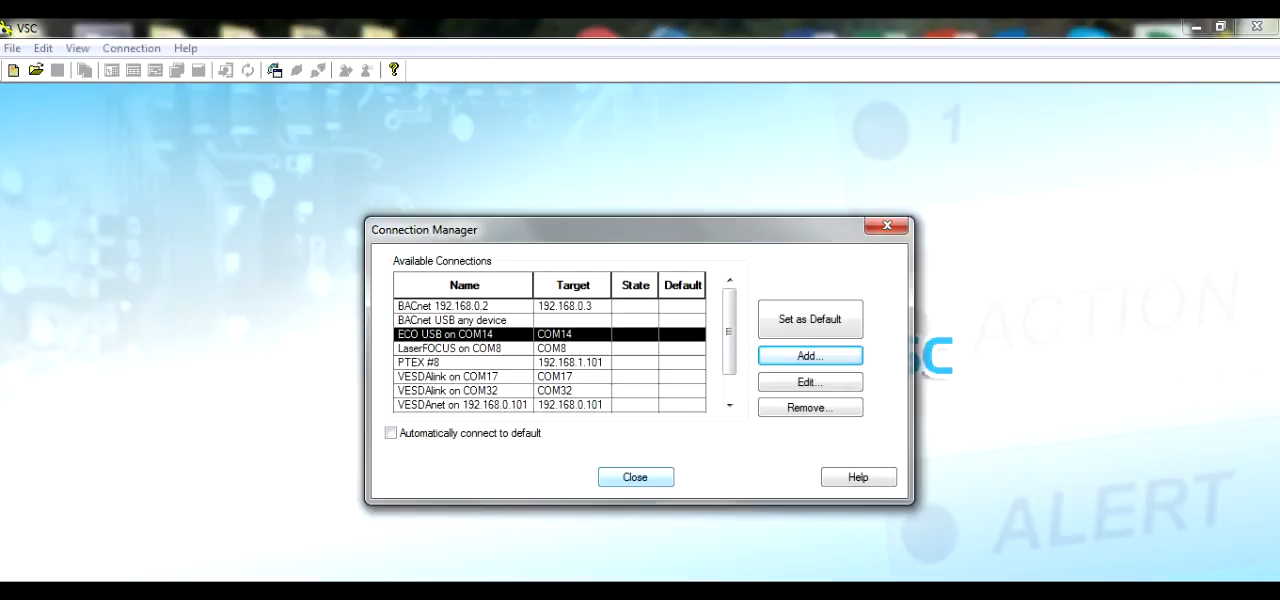 VSC
File Edit View Connection Help
1
Connection Manager
Available Connections
Name Target State Default
BACnet 192.168.0.2 192.168.0.3
BACnet USB any device
ECO USB on COM14 COM14
LaserFOCUS on COM8 COM8
PTEX #8 192.168.1.101
VESDAlink on COM17 COM17
VESDAlink on COM32 COM32
VESDAnet on 192.168.0.101 192.168.0.101
Set as Default
Add...
Edit...
Remove...
Automatically connect to default
Close Help
ACTION
SC
ALERT